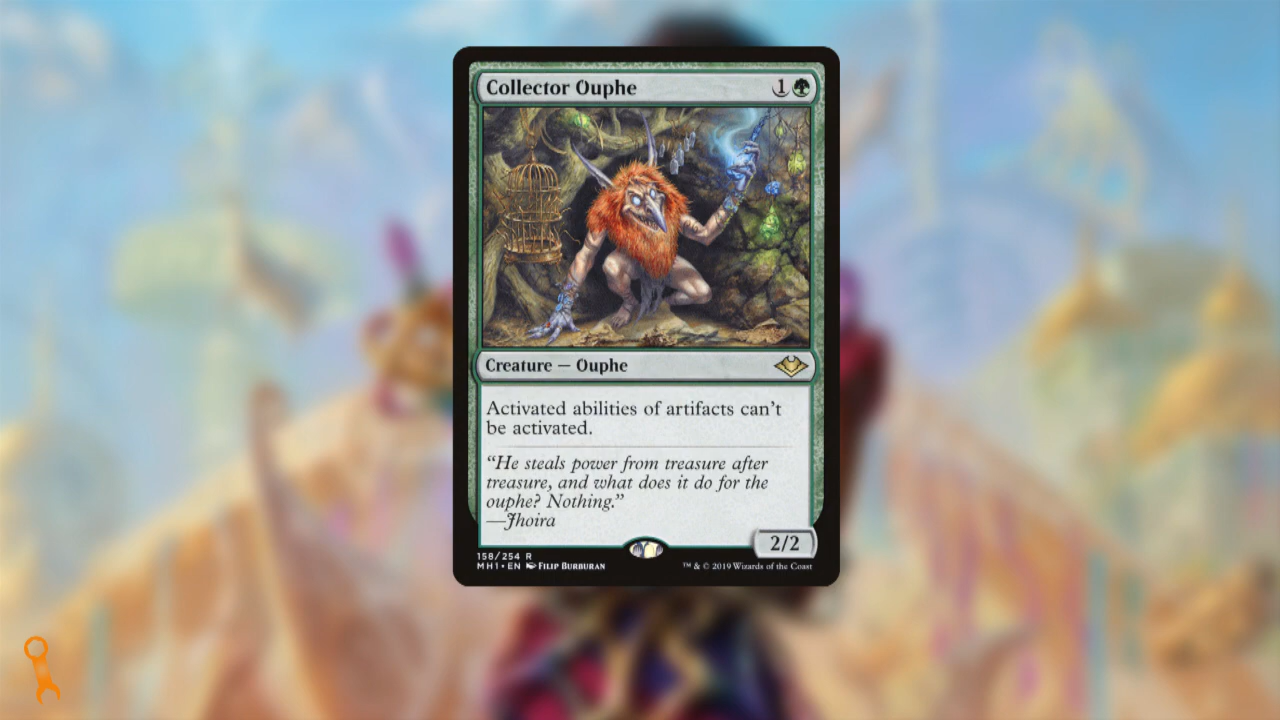 Collector Ouphe 1
Creature — Ouphe
Activated abilities of artifacts can’t
be activated.
“He steals power from treasure after
treasure, and what does it do for the
ouphe? Nothing.”
—Jhoira
2/2
158/254 R
MH1 • EN FILIP BURBURAN
™ & © 2019 Wizards of the Coast